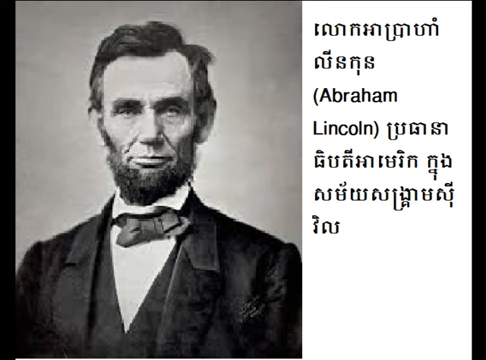 លោកអាប្រាហាំ
លីនកុន
(Abraham
Lincoln) ប្រធានា
ធិបតីអាមេរិក ក្នុង
សម័យសង្គ្រាមស៊ី
វិល